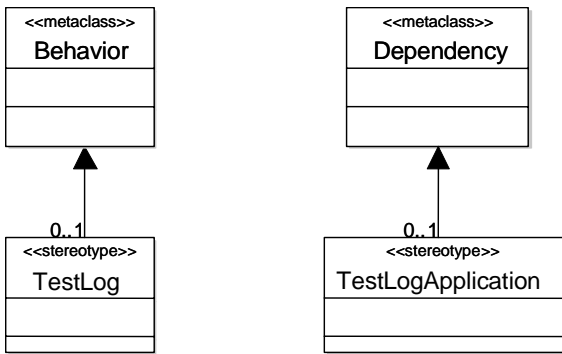 <<metaclass>>
Behavior
<<metaclass>>
Dependency
0..1
0..1
<<stereotype>>
TestLog
<<stereotype>>
TestLogApplication